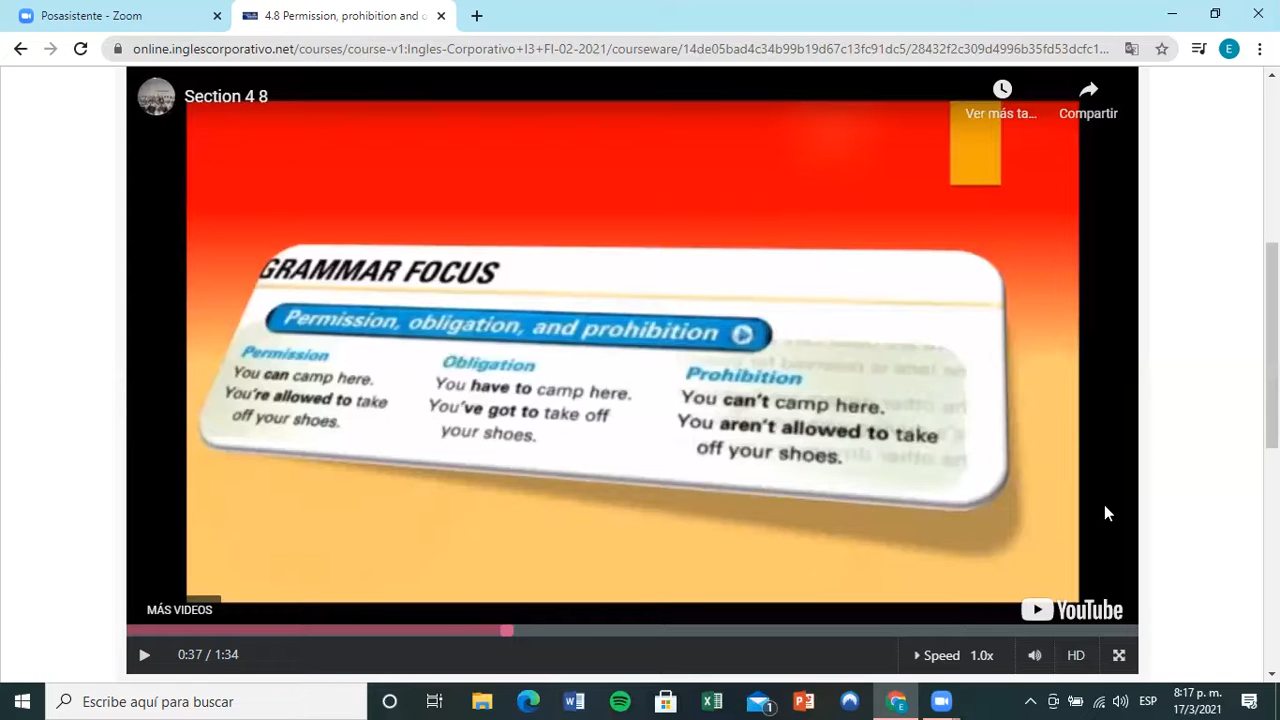 Posasistente - Zoom
4.8 Permission, prohibition and o
online.inglescorporativo.net/courses/course-v1:Ingles-Corporativo+I3+FI-02-2021/courseware/14de05bad4c34b99b19d67c13fc91dc5/28432f2c309d4996b35fd53dcfc1...
E
Section 4 8
Ver más ta...
Compartir
GRAMMAR FOCUS
Permission, obligation, and prohibition
Permission
You can camp here.
You're allowed to take
off your shoes.
Obligation
You have to camp here.
You've got to take off
your shoes.
Prohibition
You can't camp here.
You aren't allowed to take
off your shoes.
MÁS VIDEOS
YouTube
0:37 / 1:34
Speed 1.0x
HD
Escribe aquí para buscar
1
ESP
8:17 p. m.
17/3/2021